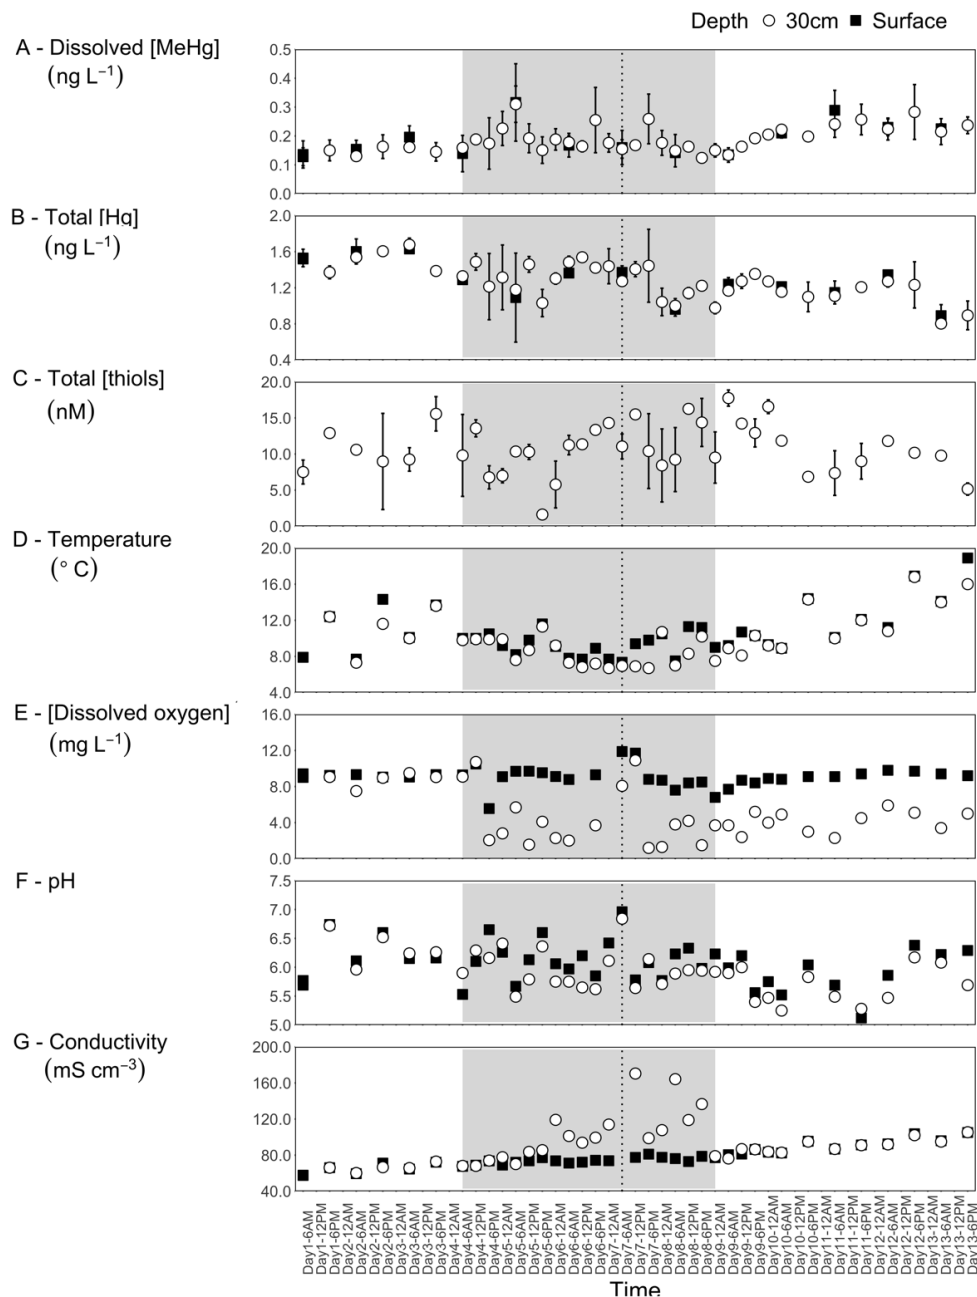 Depth 30cm Surface
A - Dissolved [MeHg]
(ng L⁻¹)
0.5
0.4
0.3
0.2
0.1
0.0
B - Total [Hg]
(ng L⁻¹)
2.0
1.6
1.2
0.8
0.4
C - Total [thiols]
(nM)
20.0
15.0
10.0
5.0
0.0
D - Temperature
(° C)
20.0
16.0
12.0
8.0
4.0
E - [Dissolved oxygen]
(mg L⁻¹)
16.0
12.0
8.0
4.0
0.0
F - pH
7.5
7.0
6.5
6.0
5.5
5.0
G - Conductivity
(mS cm⁻³)
200.0
160.0
120.0
80.0
40.0
Day1-6AM
Day1-12PM
Day1-6PM
Day2-12AM
Day2-6AM
Day2-12PM
Day2-6PM
Day3-12AM
Day3-6AM
Day3-12PM
Day3-6PM
Day4-12AM
Day4-6AM
Day4-12PM
Day4-6PM
Day5-12AM
Day5-6AM
Day5-12PM
Day5-6PM
Day6-12AM
Day6-6AM
Day6-12PM
Day6-6PM
Day7-12AM
Day7-6AM
Day7-12PM
Day7-6PM
Day8-12AM
Day8-6AM
Day8-12PM
Day8-6PM
Day9-12AM
Day9-6AM
Day9-12PM
Day9-6PM
Day10-12AM
Day10-6AM
Day10-12PM
Day10-6PM
Day11-12AM
Day11-6AM
Day11-12PM
Day11-6PM
Day12-12AM
Day12-6AM
Day12-12PM
Day12-6PM
Day13-12AM
Day13-6AM
Day13-12PM
Day13-6PM
Time